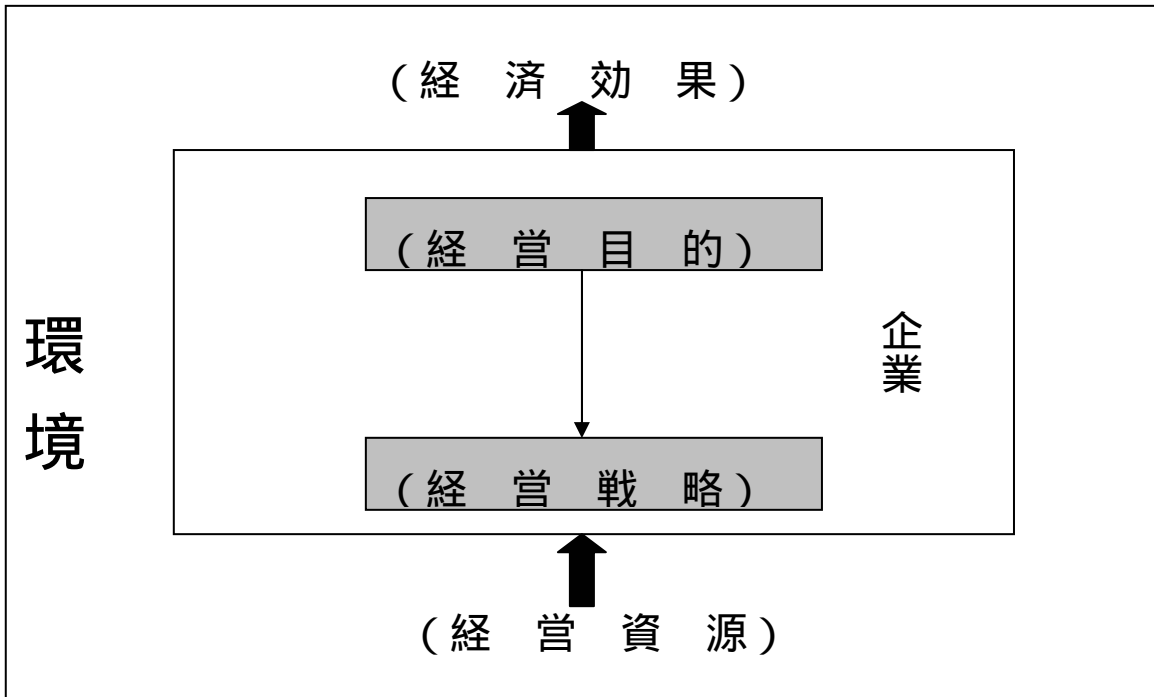 (経 済 効 果)
(経 営 目 的)
環境
企業
(経 営 戦 略)
(経 営 資 源)